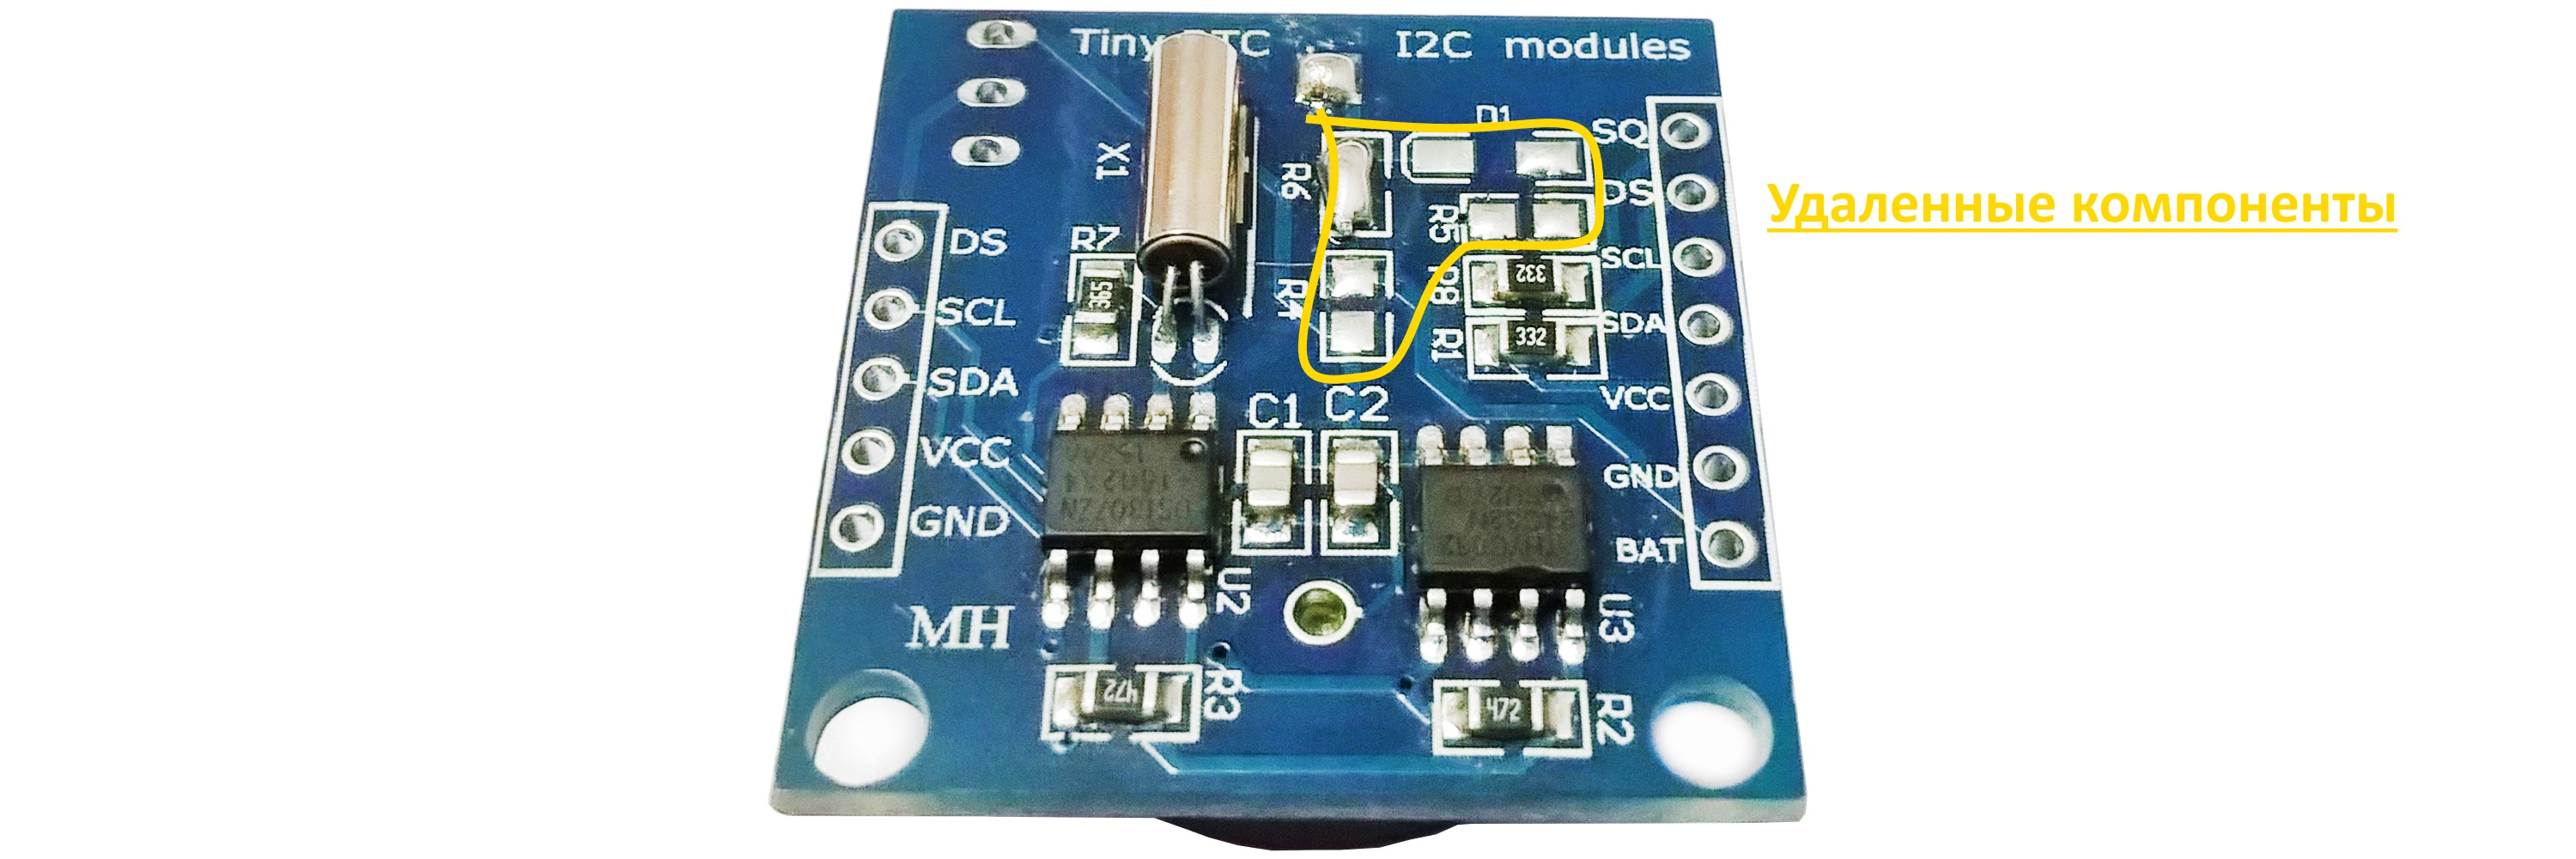 Tiny RTC I2C modules
D1
SQ
X1
R6
DS
R5
Удаленные компоненты
DS
R7
SCL
332
R8
365
R4
SCL
SDA
332
R1
SDA
C1 C2
VCC
VCC
GND
GND
BAT
U2
U3
MH
R3
472
472
R2